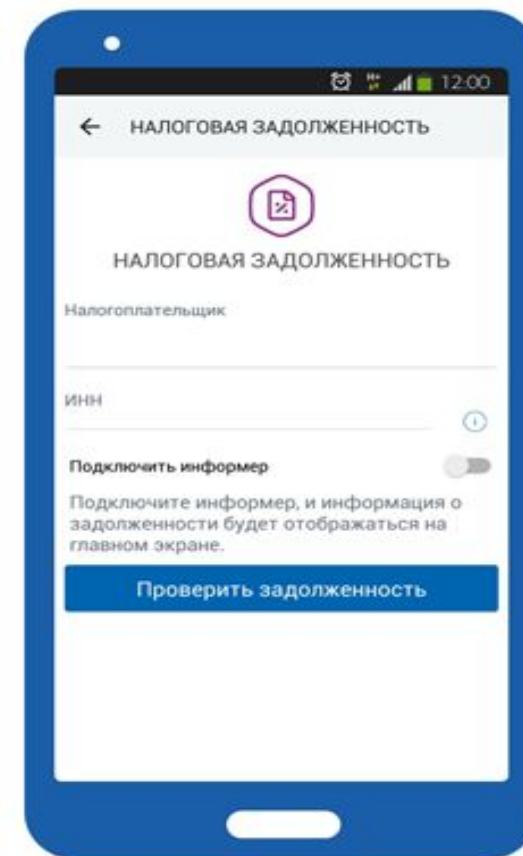 12:00
← НАЛОГОВАЯ ЗАДОЛЖЕННОСТЬ
НАЛОГОВАЯ ЗАДОЛЖЕННОСТЬ
Налогоплательщик
ИНН
Подключить информер
Подключите информер, и информация о
задолженности будет отображаться на
главном экране.
Проверить задолженность